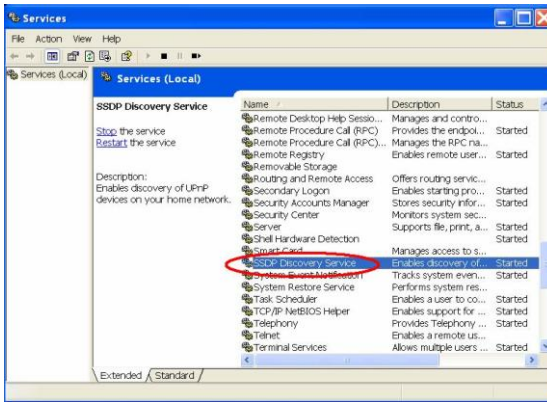 Services
File Action View Help
Services (Local)
Services (Local)
SSDP Discovery Service
Stop the service
Restart the service
Description:
Enables discovery of UPnP
devices on your home network.
Name Description Status
Remote Desktop Help Sessio... Manages and contro...
Remote Procedure Call (RPC) Provides the endpoi... Started
Remote Procedure Call (RPC)... Manages the RPC na...
Remote Registry Enables remote user... Started
Removable Storage
Routing and Remote Access Offers routing servic...
Secondary Logon Enables starting pro... Started
Security Accounts Manager Stores security infor... Started
Security Center Monitors system sec...
Server Supports file, print, a... Started
Shell Hardware Detection Started
Smart Card Manages access to s...
SSDP Discovery Service Enables discovery of... Started
System Event Notification Tracks system even... Started
System Restore Service Performs system res...
Task Scheduler Enables a user to co... Started
TCP/IP NetBIOS Helper Enables support for ... Started
Telephony Provides Telephony ... Started
Telnet Enables a remote us...
Terminal Services Allows multiple users ... Started
Extended Standard